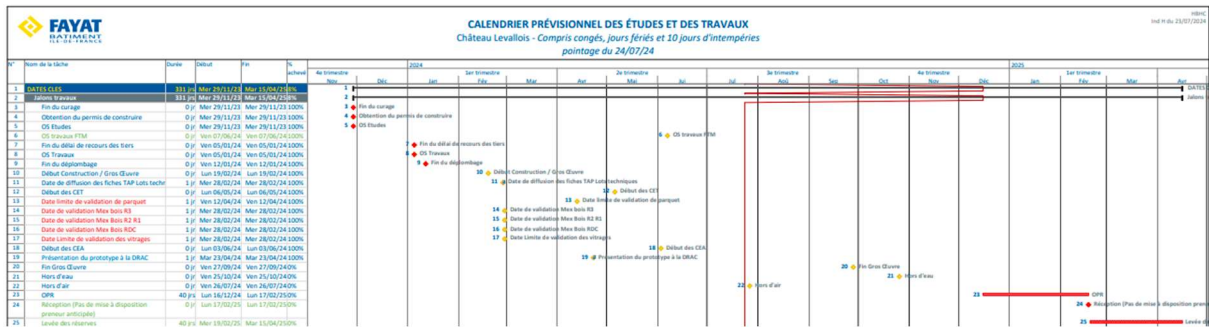 HBHC
Ind H du 23/07/2024
FAYAT
BATIMENT
ILE-DE-FRANCE
CALENDRIER PRÉVISIONNEL DES ÉTUDES ET DES TRAVAUX
Château Levallois - Compris congés, jours fériés et 10 jours d'intempéries
pointage du 24/07/24
N° Nom de la tâche Durée Début Fin % achevé
2024 2025
4e trimestre 1er trimestre 2e trimestre 3e trimestre 4e trimestre 1er trimestre
Nov Déc Jan Fév Mar Avr Mai Jui Jul Aoû Sep Oct Nov Déc Jan Fév Mar Avr
1 DATES CLES 331 jrs Mer 29/11/23 Mar 15/04/25 8% 1 DATES
2 Jalons travaux 331 jrs Mer 29/11/23 Mar 15/04/25 8% 2 Jalons
3 Fin du curage 0 jr Mer 29/11/23 Mer 29/11/23 100% 3 Fin du curage
4 Obtention du permis de construire 0 jr Mer 29/11/23 Mer 29/11/23 100% 4 Obtention du permis de construire
5 OS Etudes 0 jr Mer 29/11/23 Mer 29/11/23 100% 5 OS Etudes
6 OS travaux FTM 0 jr Ven 07/06/24 Ven 07/06/24 100% 6 OS travaux FTM
7 Fin du délai de recours des tiers 0 jr Ven 05/01/24 Ven 05/01/24 100% 7 Fin du délai de recours des tiers
8 OS Travaux 0 jr Ven 05/01/24 Ven 05/01/24 100% 8 OS Travaux
9 Fin du déplombage 0 jr Ven 12/01/24 Ven 12/01/24 100% 9 Fin du déplombage
10 Début Construction / Gros Œuvre 0 jr Lun 19/02/24 Lun 19/02/24 100% 10 Début Construction / Gros Œuvre
11 Date de diffusion des fiches TAP Lots techr 1 jr Mer 28/02/24 Mer 28/02/24 100% 11 Date de diffusion des fiches TAP Lots techniques
12 Début des CET 0 jr Lun 06/05/24 Lun 06/05/24 100% 12 Début des CET
13 Date limite de validation de parquet 1 jr Ven 12/04/24 Ven 12/04/24 100% 13 Date limite de validation de parquet
14 Date de validation Mex bois R3 1 jr Mer 28/02/24 Mer 28/02/24 100% 14 Date de validation Mex bois R3
15 Date de validation Mex Bois R2 R1 1 jr Mer 28/02/24 Mer 28/02/24 100% 15 Date de validation Mex Bois R2 R1
16 Date de validation Mex Bois RDC 1 jr Mer 28/02/24 Mer 28/02/24 100% 16 Date de validation Mex Bois RDC
17 Date Limite de validation des vitrages 1 jr Mer 28/02/24 Mer 28/02/24 100% 17 Date Limite de validation des vitrages
18 Début des CEA 0 jr Lun 03/06/24 Lun 03/06/24 100% 18 Début des CEA
19 Présentation du prototype à la DRAC 1 jr Mar 23/04/24 Mar 23/04/24 100% 19 Présentation du prototype à la DRAC
20 Fin Gros Œuvre 0 jr Ven 27/09/24 Ven 27/09/24 0% 20 Fin Gros Œuvre
21 Hors d'eau 0 jr Ven 25/10/24 Ven 25/10/24 0% 21 Hors d'eau
22 Hors d'air 0 jr Ven 26/07/24 Ven 26/07/24 0% 22 Hors d'air
23 OPR 40 jrs Lun 16/12/24 Lun 17/02/25 0% 23 OPR
24 Réception (Pas de mise à disposition preneur anticipée) 0 jr Lun 17/02/25 Lun 17/02/25 0% 24 Réception (Pas de mise à disposition pren
25 Levée des réserves 40 jrs Mer 19/02/25 Mar 15/04/25 0% 25 Levée de